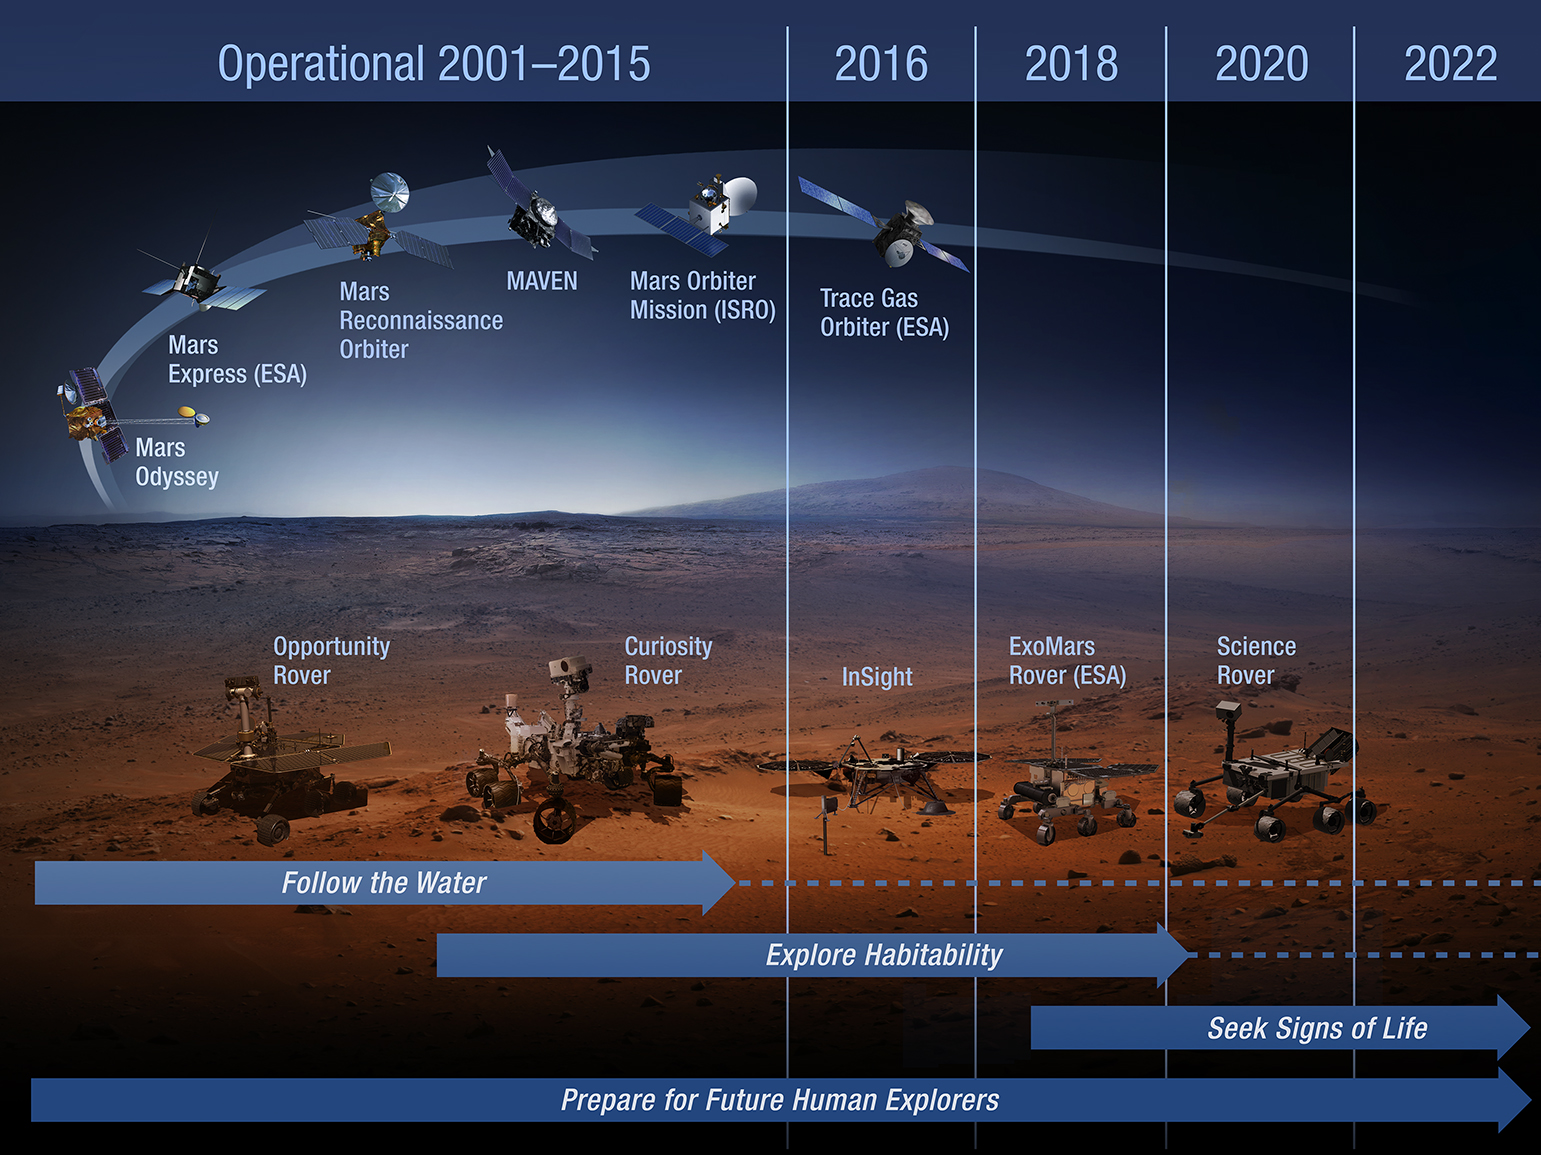 Operational 2001–2015
2016
2018
2020
2022
Mars
Odyssey
Mars
Express (ESA)
Mars
Reconnaissance
Orbiter
MAVEN
Mars Orbiter
Mission (ISRO)
Trace Gas
Orbiter (ESA)
Opportunity
Rover
Curiosity
Rover
InSight
ExoMars
Rover (ESA)
Science
Rover
Follow the Water
Explore Habitability
Seek Signs of Life
Prepare for Future Human Explorers